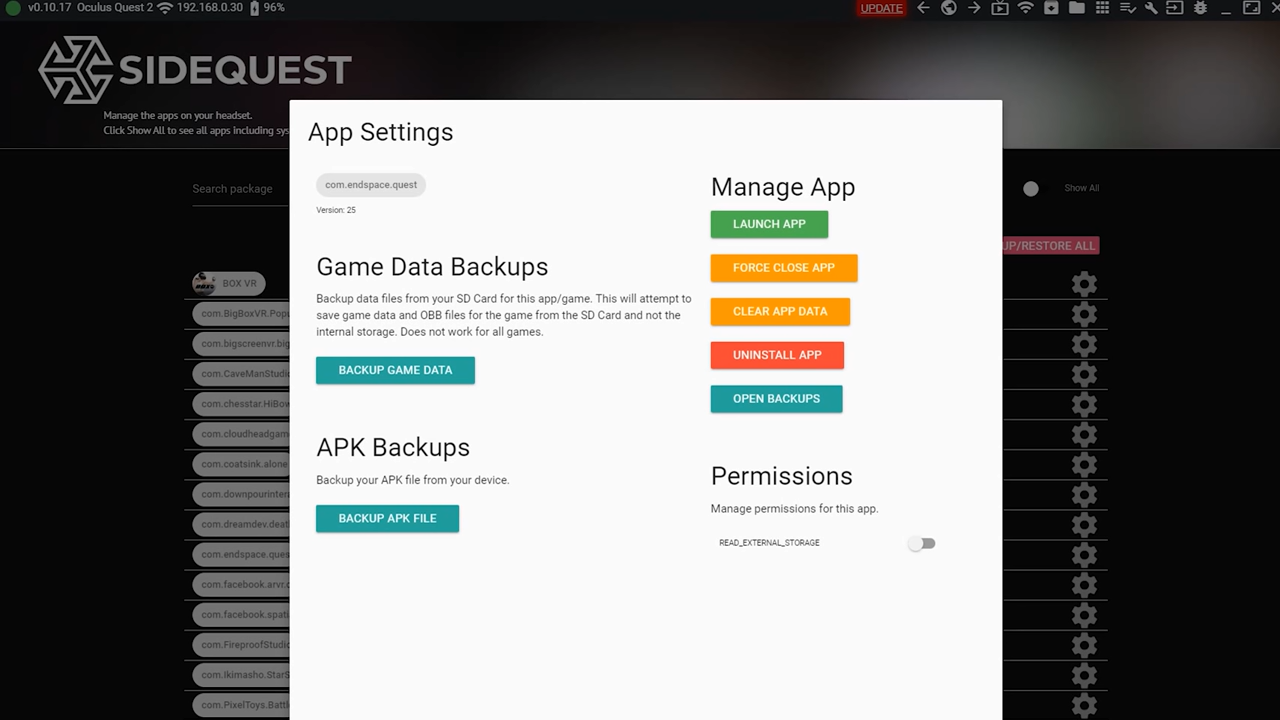 v0.10.17 Oculus Quest 2 192.168.0.30 96%
UPDATE
SIDEQUEST
Manage the apps on your headset.
Click Show All to see all apps including sys
App Settings
Search package
Show All
com.endspace.quest
Version: 25
Manage App
LAUNCH APP
UP/RESTORE ALL
Game Data Backups
FORCE CLOSE APP
BOX VR
Backup data files from your SD Card for this app/game. This will attempt to
save game data and OBB files for the game from the SD Card and not the
internal storage. Does not work for all games.
CLEAR APP DATA
com.BigBoxVR.Popu
com.bigscreenvr.big
UNINSTALL APP
BACKUP GAME DATA
com.CaveManStudi
OPEN BACKUPS
com.chesstar.HiBow
com.cloudheadgam
APK Backups
com.coatsink.alone
Permissions
Backup your APK file from your device.
com.downpourinter
Manage permissions for this app.
BACKUP APK FILE
com.dreamdev.deat
READ_EXTERNAL_STORAGE
com.endspace.ques
com.facebook.arvr.
com.facebook.spati
com.FireproofStudio
com.Ikimasho.StarS
com.PixelToys.Battl